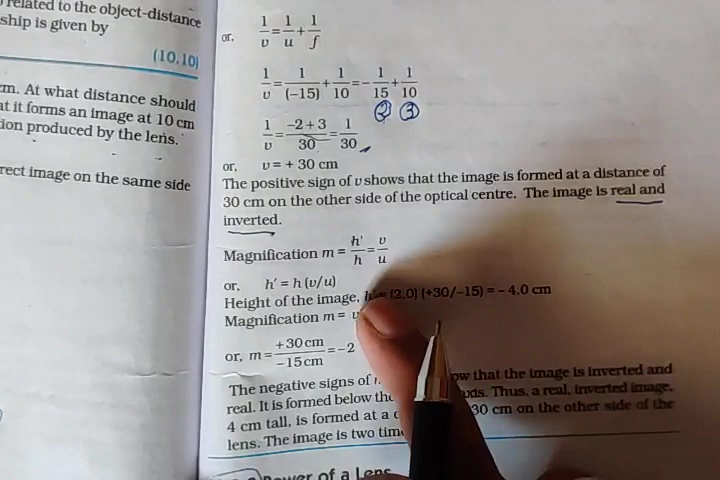 related to the object-distance
ship is given by
(10.10)
m. At what distance should
at it forms an image at 10 cm
tion produced by the lens.
rect image on the same side
or, 1/v = 1/u + 1/f
1/v = 1/(–15) + 1/10 = – 1/15 + 1/10
2 3
1/v = –2 + 3/30 = 1/30
or, v = + 30 cm
The positive sign of v shows that the image is formed at a distance of
30 cm on the other side of the optical centre. The image is real and
inverted.
Magnification m = h'/h = v/u
or, h' = h (v/u)
Height of the image, h' = (2.0) (+30/–15) = – 4.0 cm
Magnification m = v
or, m = +30 cm/–15 cm = –2
The negative signs of ow that the image is inverted and
real. It is formed below the axis. Thus, a real, inverted image,
4 cm tall, is formed at a 30 cm on the other side of the
lens. The image is two tim
Power of a Lens